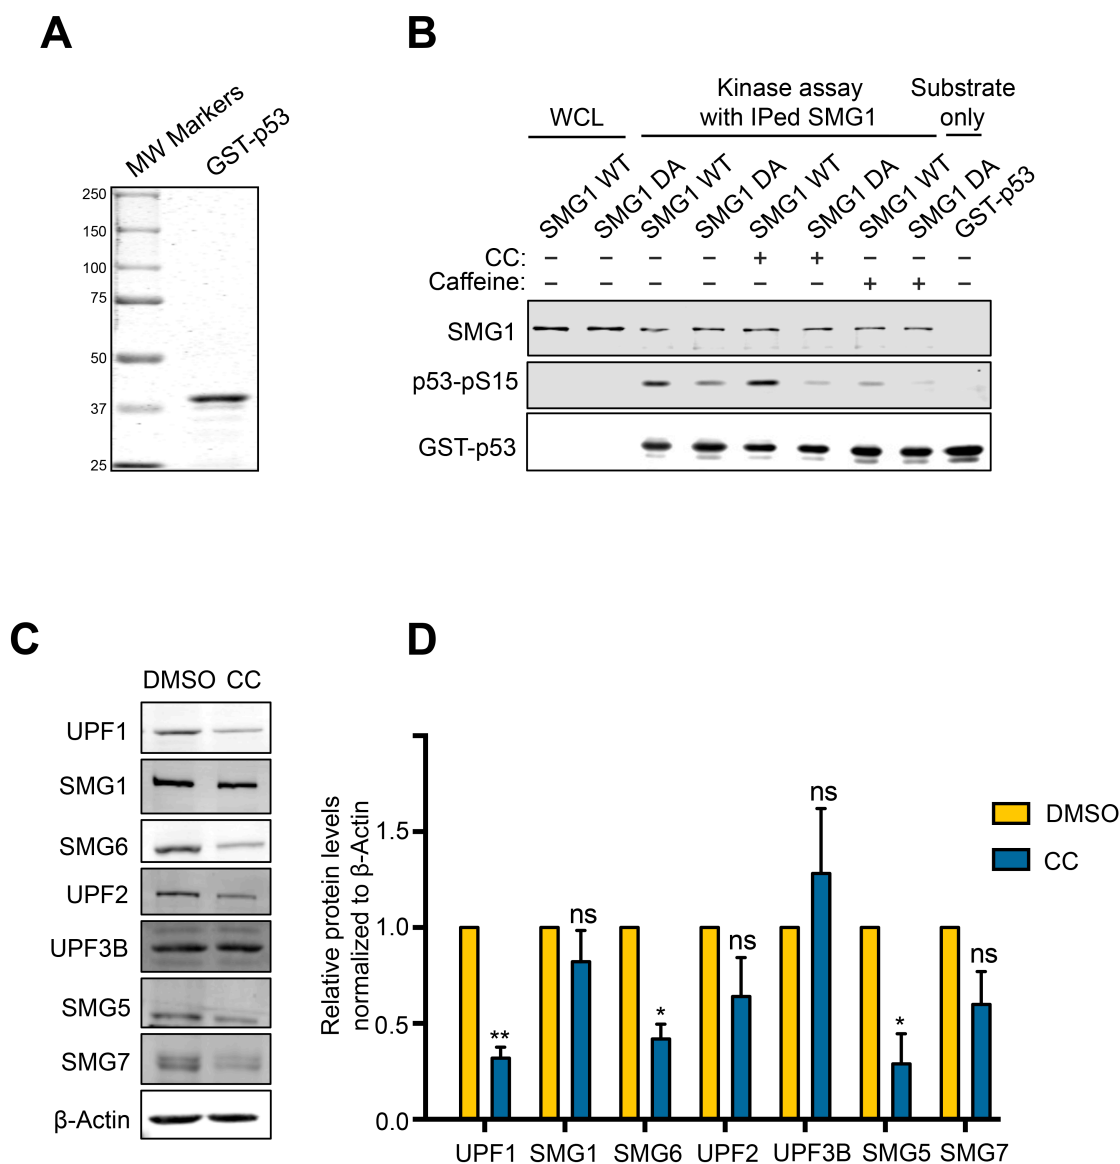 A
MW Markers
GST-p53
250
150
100
75
50
37
25
B
WCL
Kinase assay
with IPed SMG1
Substrate
only
SMG1 WT
SMG1 DA
SMG1 WT
SMG1 DA
SMG1 WT
SMG1 DA
SMG1 WT
SMG1 DA
GST-p53
CC: − − − − + + − − −
Caffeine: − − − − − − + + −
SMG1
p53-pS15
GST-p53
C
DMSO CC
UPF1
SMG1
SMG6
UPF2
UPF3B
SMG5
SMG7
β-Actin
D
Relative protein levels
normalized to β-Actin
1.5
1.0
0.5
0.0
** ns * ns ns * ns
UPF1 SMG1 SMG6 UPF2 UPF3B SMG5 SMG7
DMSO
CC